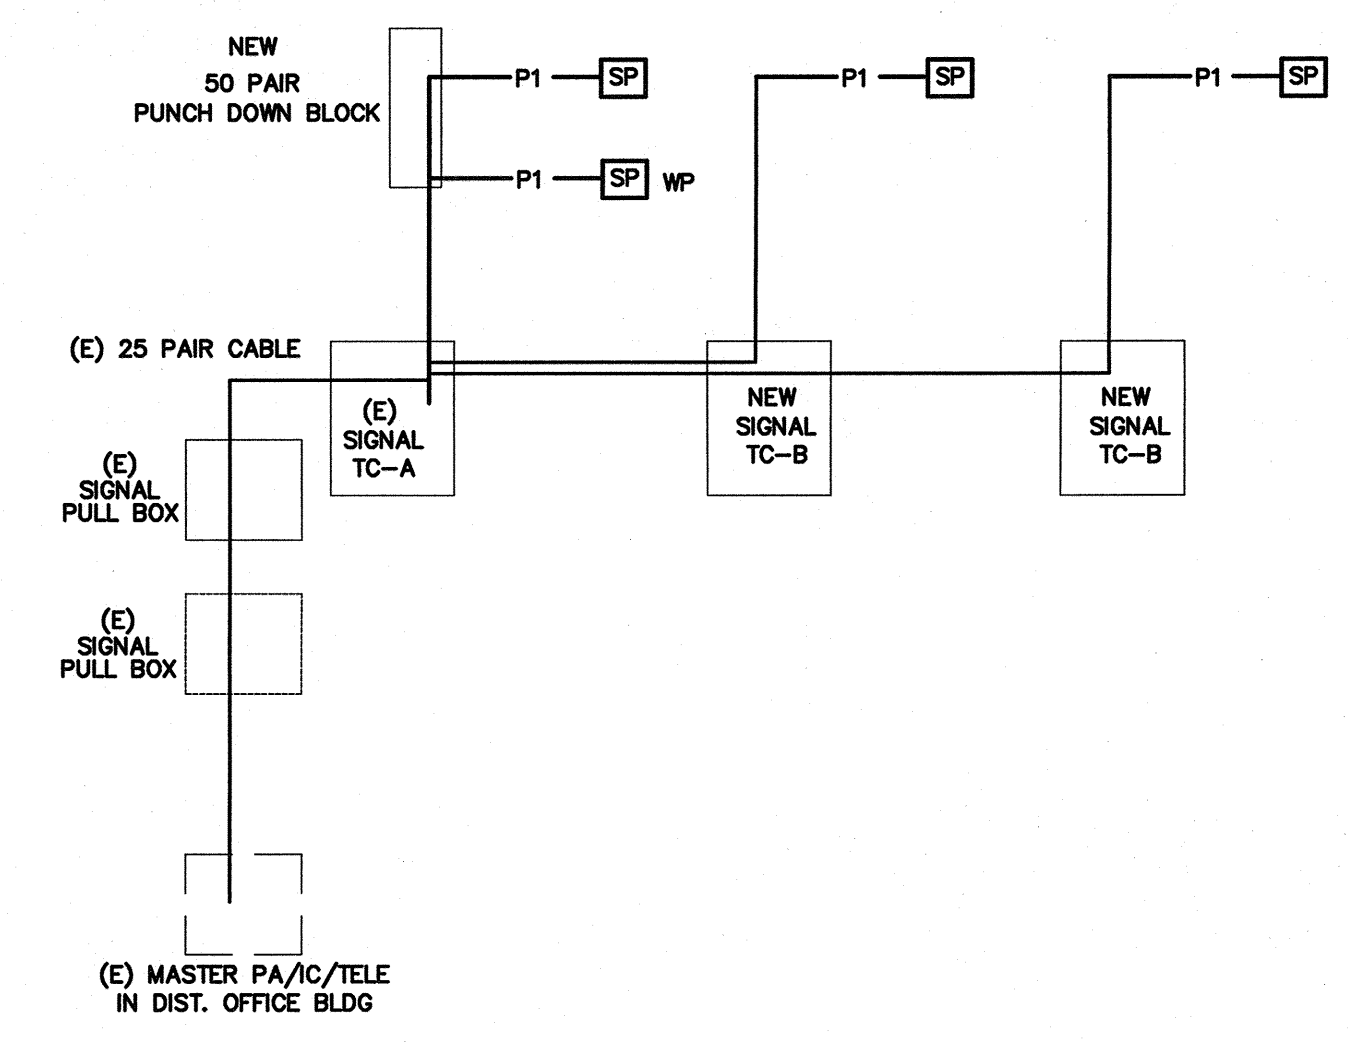 NEW
50 PAIR
PUNCH DOWN BLOCK
P1 SP
P1 SP WP
P1 SP
P1 SP
(E) 25 PAIR CABLE
(E)
SIGNAL
TC-A
NEW
SIGNAL
TC-B
NEW
SIGNAL
TC-B
(E)
SIGNAL
PULL BOX
(E)
SIGNAL
PULL BOX
(E) MASTER PA/IC/TELE
IN DIST. OFFICE BLDG